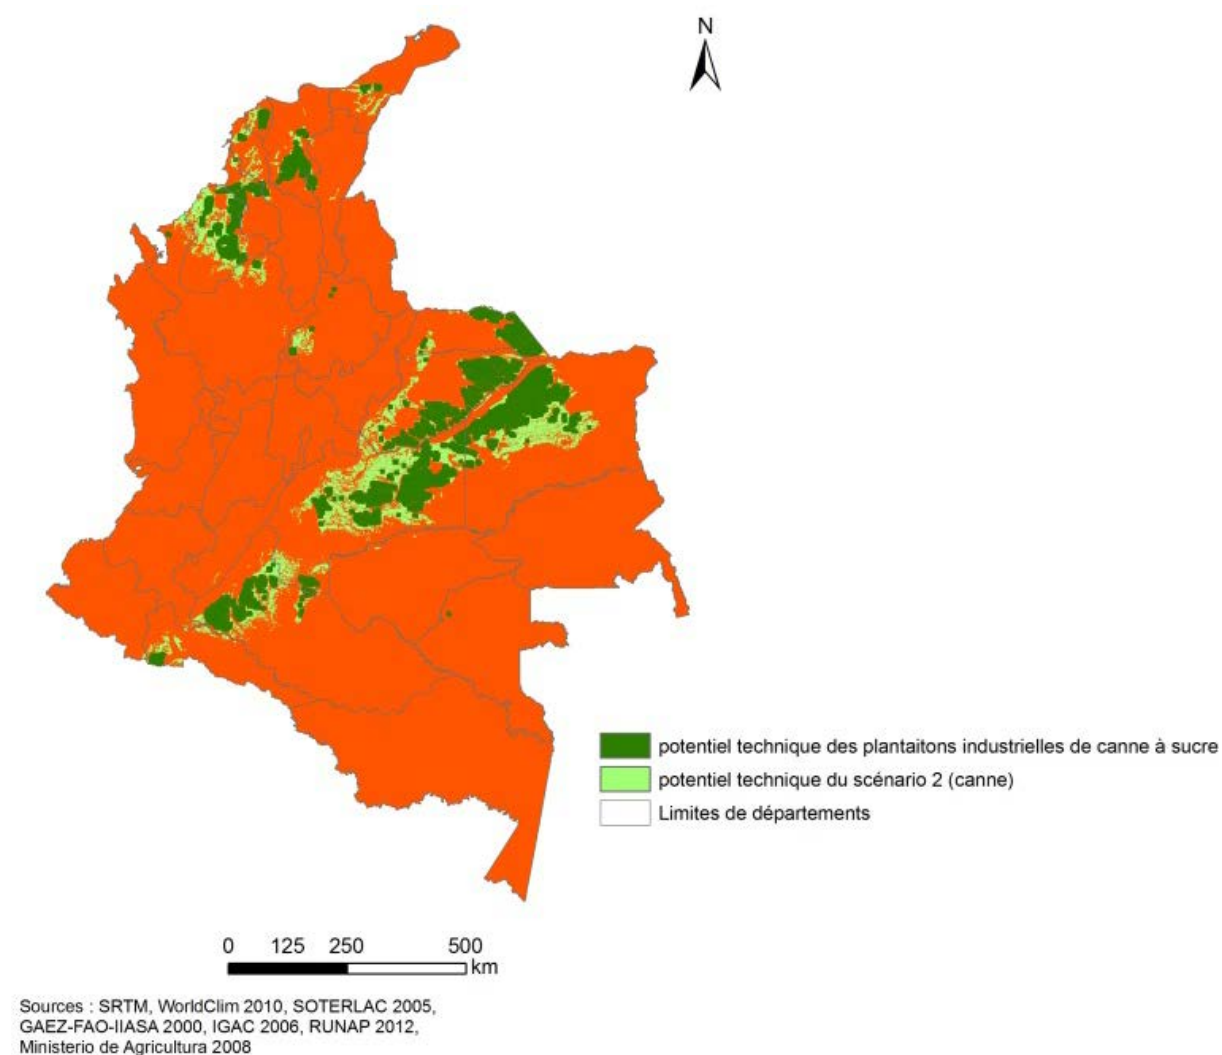 N
potentiel technique des plantaitons industrielles de canne à sucre
potentiel technique du scénario 2 (canne)
Limites de départements
0 125 250 500
km
Sources : SRTM, WorldClim 2010, SOTERLAC 2005,
GAEZ-FAO-IIASA 2000, IGAC 2006, RUNAP 2012,
Ministerio de Agricultura 2008